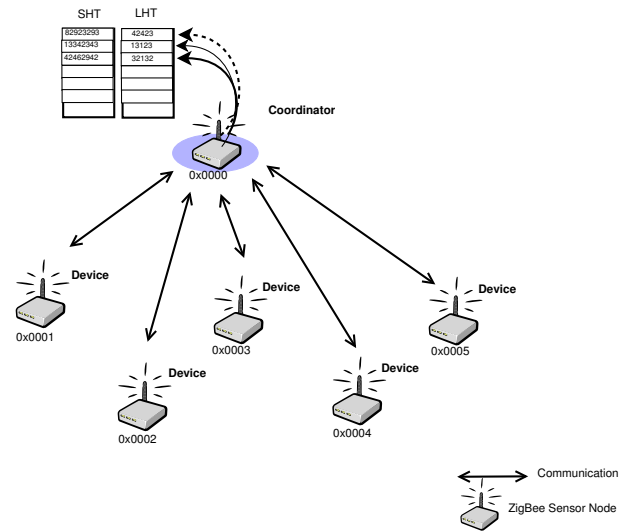 SHT LHT
82923293 42423
13342343 13123
42462942 32132
Coordinator
0x0000
Device
0x0001
Device
0x0002
Device
0x0003
Device
0x0004
Device
0x0005
Communication
ZigBee Sensor Node